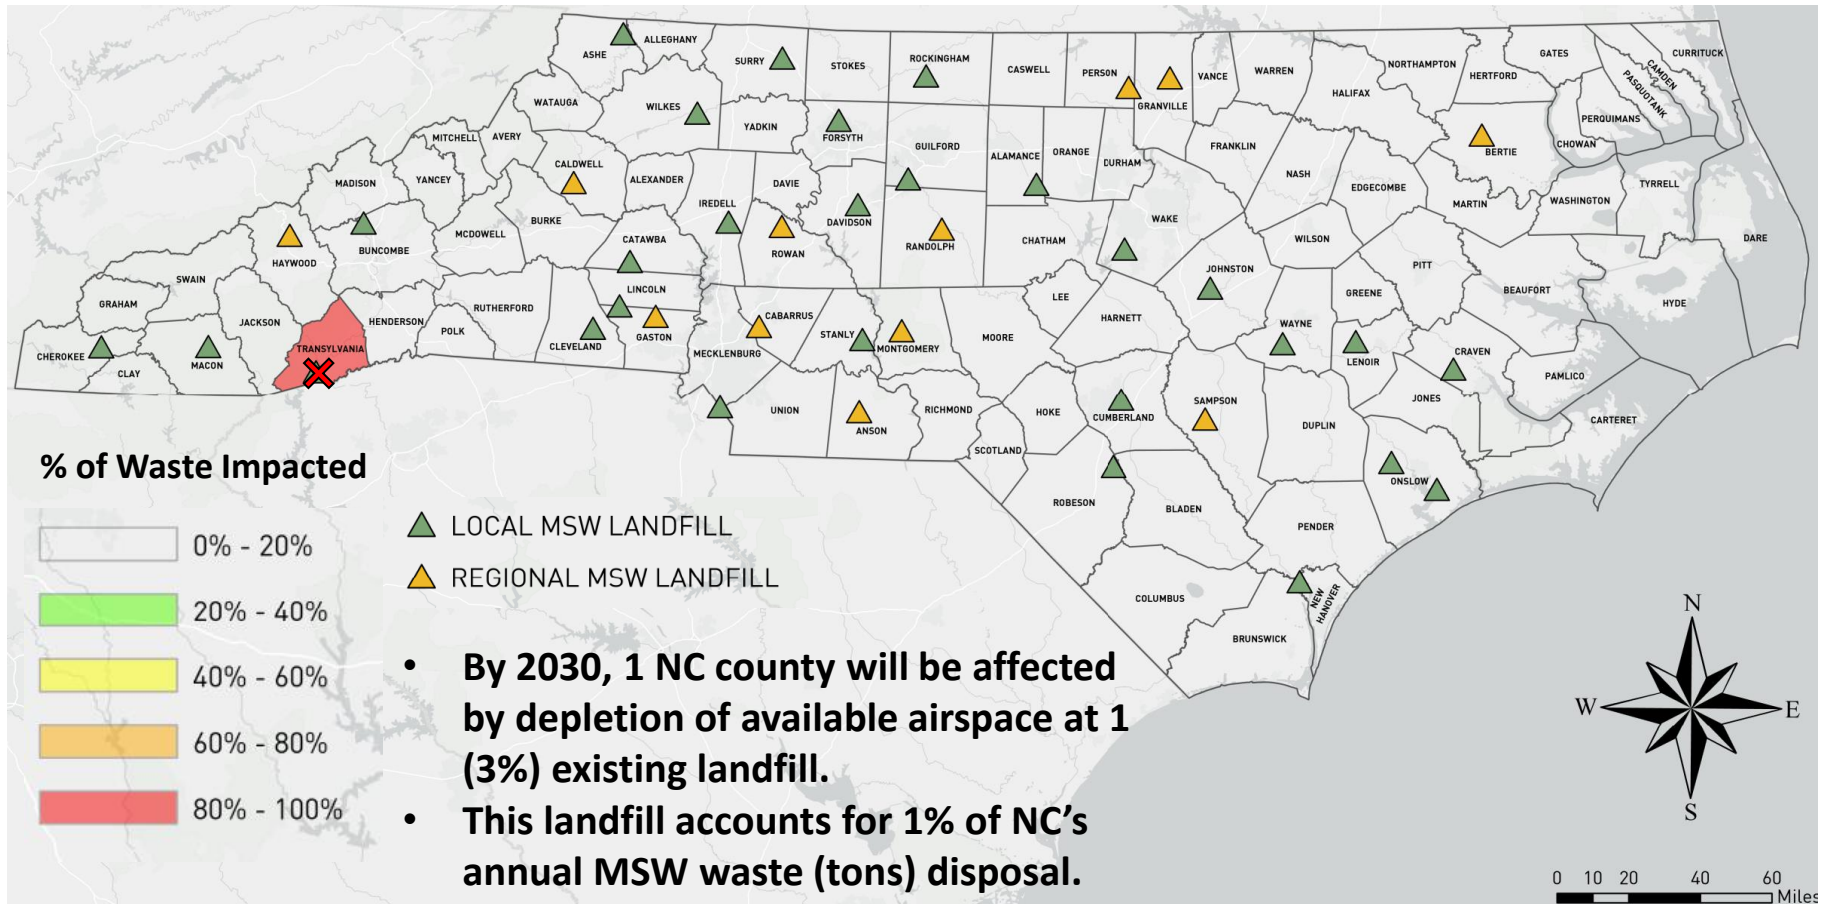 ALLEGHANY
ASHE
SURRY
STOKES
ROCKINGHAM
CASWELL
PERSON
GRANVILLE
VANCE
WARREN
HALIFAX
NORTHAMPTON
HERTFORD
GATES
CURRITUCK
CAMDEN
PASQUOTANK
PERQUIMANS
CHOWAN
BERTIE
WATAUGA
WILKES
YADKIN
FORSYTH
GUILFORD
ALAMANCE
ORANGE
DURHAM
FRANKLIN
NASH
EDGECOMBE
MARTIN
WASHINGTON
TYRRELL
DARE
MITCHELL
AVERY
CALDWELL
ALEXANDER
IREDELL
DAVIE
DAVIDSON
RANDOLPH
CHATHAM
WAKE
WILSON
PITT
BEAUFORT
HYDE
MADISON
YANCEY
BURKE
MCDOWELL
CATAWBA
ROWAN
BUNCOMBE
HAYWOOD
SWAIN
GRAHAM
JACKSON
HENDERSON
POLK
RUTHERFORD
CLEVELAND
LINCOLN
GASTON
CABARRUS
MECKLENBURG
STANLY
MONTGOMERY
MOORE
LEE
HARNETT
JOHNSTON
GREENE
WAYNE
LENOIR
CRAVEN
PAMLICO
JONES
CARTERET
CHEROKEE
CLAY
MACON
TRANSYLVANIA
UNION
ANSON
RICHMOND
HOKE
SCOTLAND
CUMBERLAND
SAMPSON
DUPLIN
ONSLOW
ROBESON
BLADEN
PENDER
COLUMBUS
NEW
HANOVER
BRUNSWICK
% of Waste Impacted
0% - 20%
20% - 40%
40% - 60%
60% - 80%
80% - 100%
LOCAL MSW LANDFILL
REGIONAL MSW LANDFILL
• By 2030, 1 NC county will be affected
by depletion of available airspace at 1
(3%) existing landfill.
• This landfill accounts for 1% of NC’s
annual MSW waste (tons) disposal.
N
W E
S
0 10 20 40 60
Miles